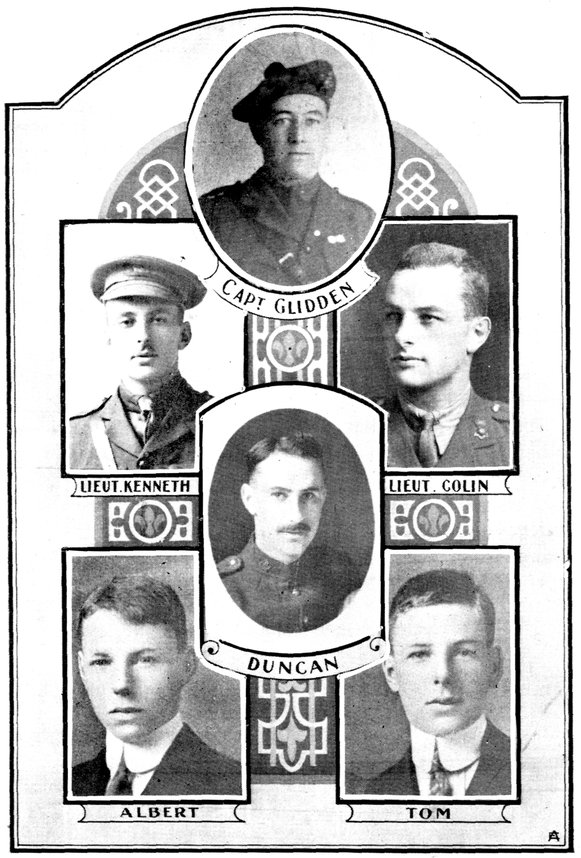 CAPT GLIDDEN
LIEUT. KENNETH
LIEUT. COLIN
DUNCAN
ALBERT
TOM